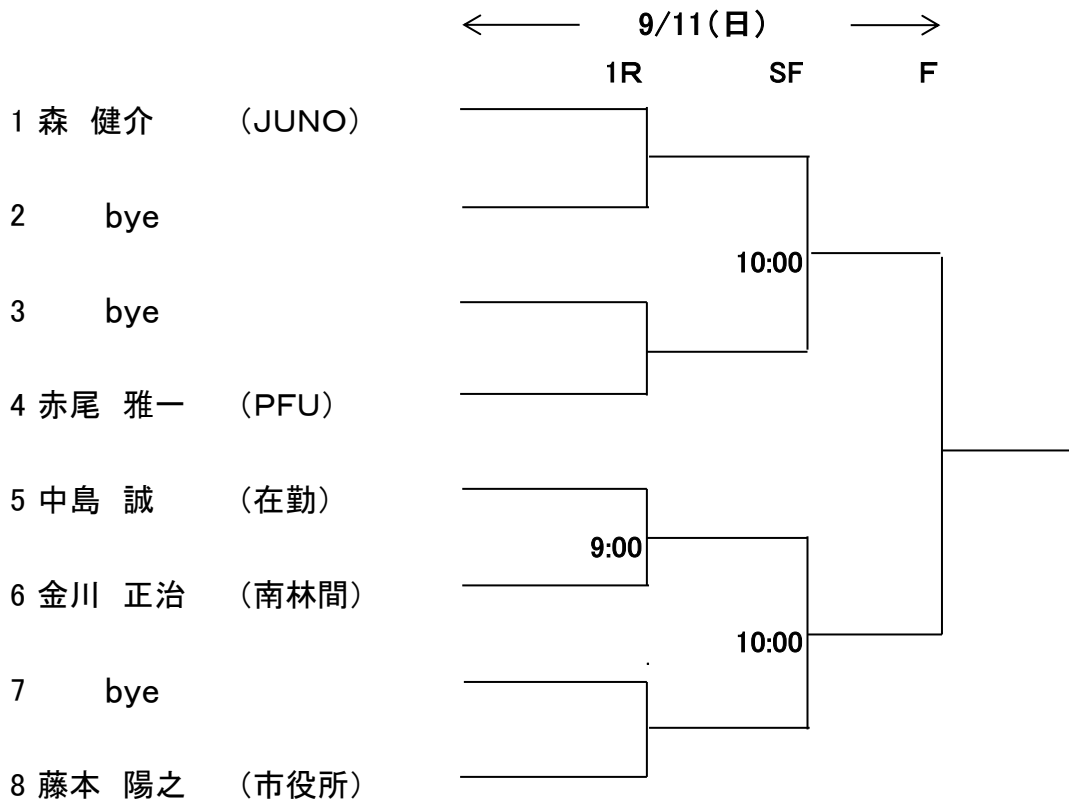 9/11(日)
1R SF F
1 森 健介 (JUNO)
2 bye
10:00
3 bye
4 赤尾 雅一 (PFU)
5 中島 誠 (在勤)
9:00
6 金川 正治 (南林間)
10:00
7 bye
8 藤本 陽之 (市役所)